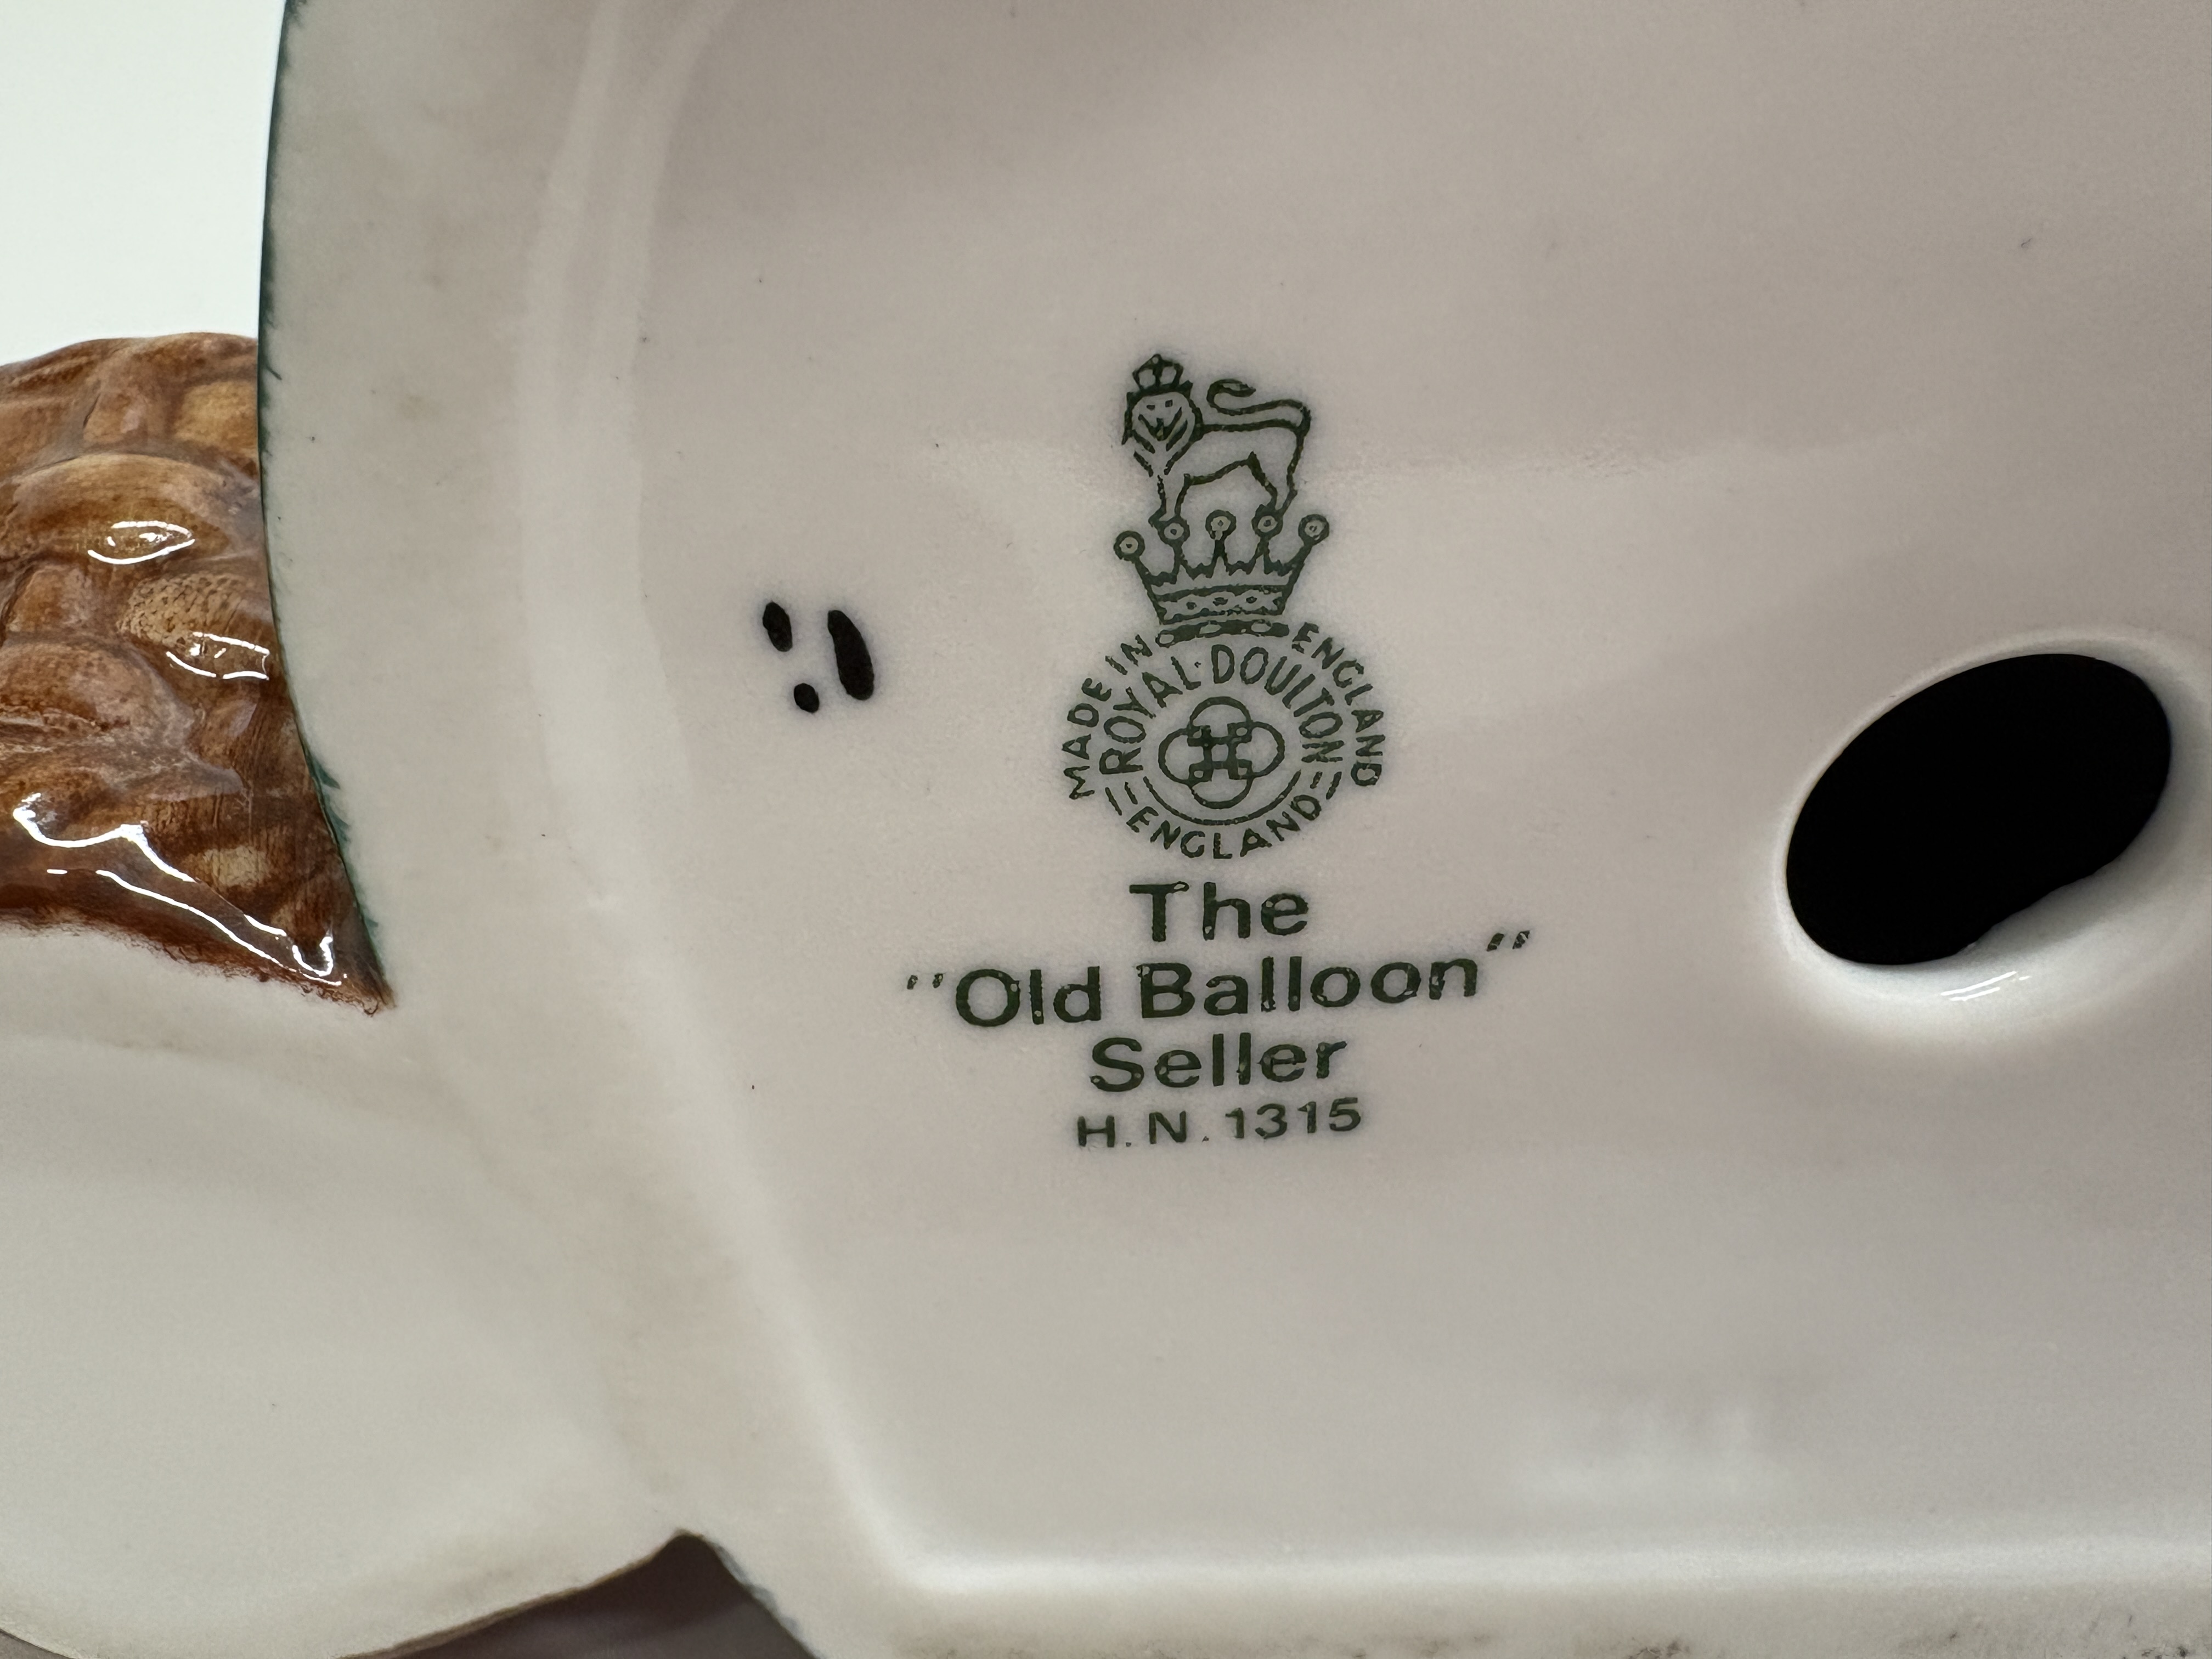 MADE IN ENGLAND
ROYAL·DOULTON
ENGLAND
The
"Old Balloon"
Seller
H.N.1315